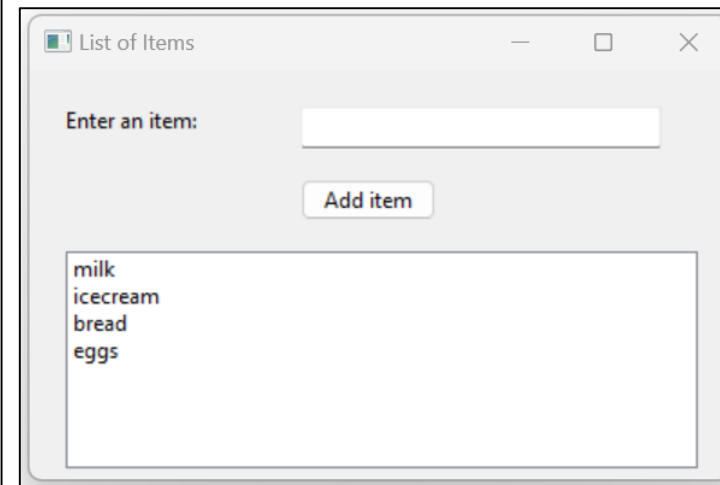 List of Items
Enter an item:
Add item
milk
icecream
bread
eggs